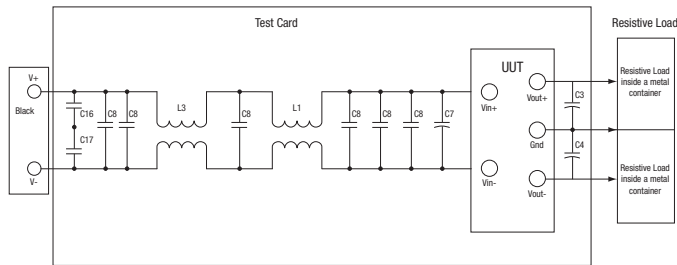 Test Card
Resistive Load
V+
Black
V-
C16
C17
C8
C8
L3
C8
L1
C8
C8
C8
C7
UUT
Vin+
Vin-
Vout+
Gnd
Vout-
C3
C4
Resistive Load
inside a metal
container
Resistive Load
inside a metal
container